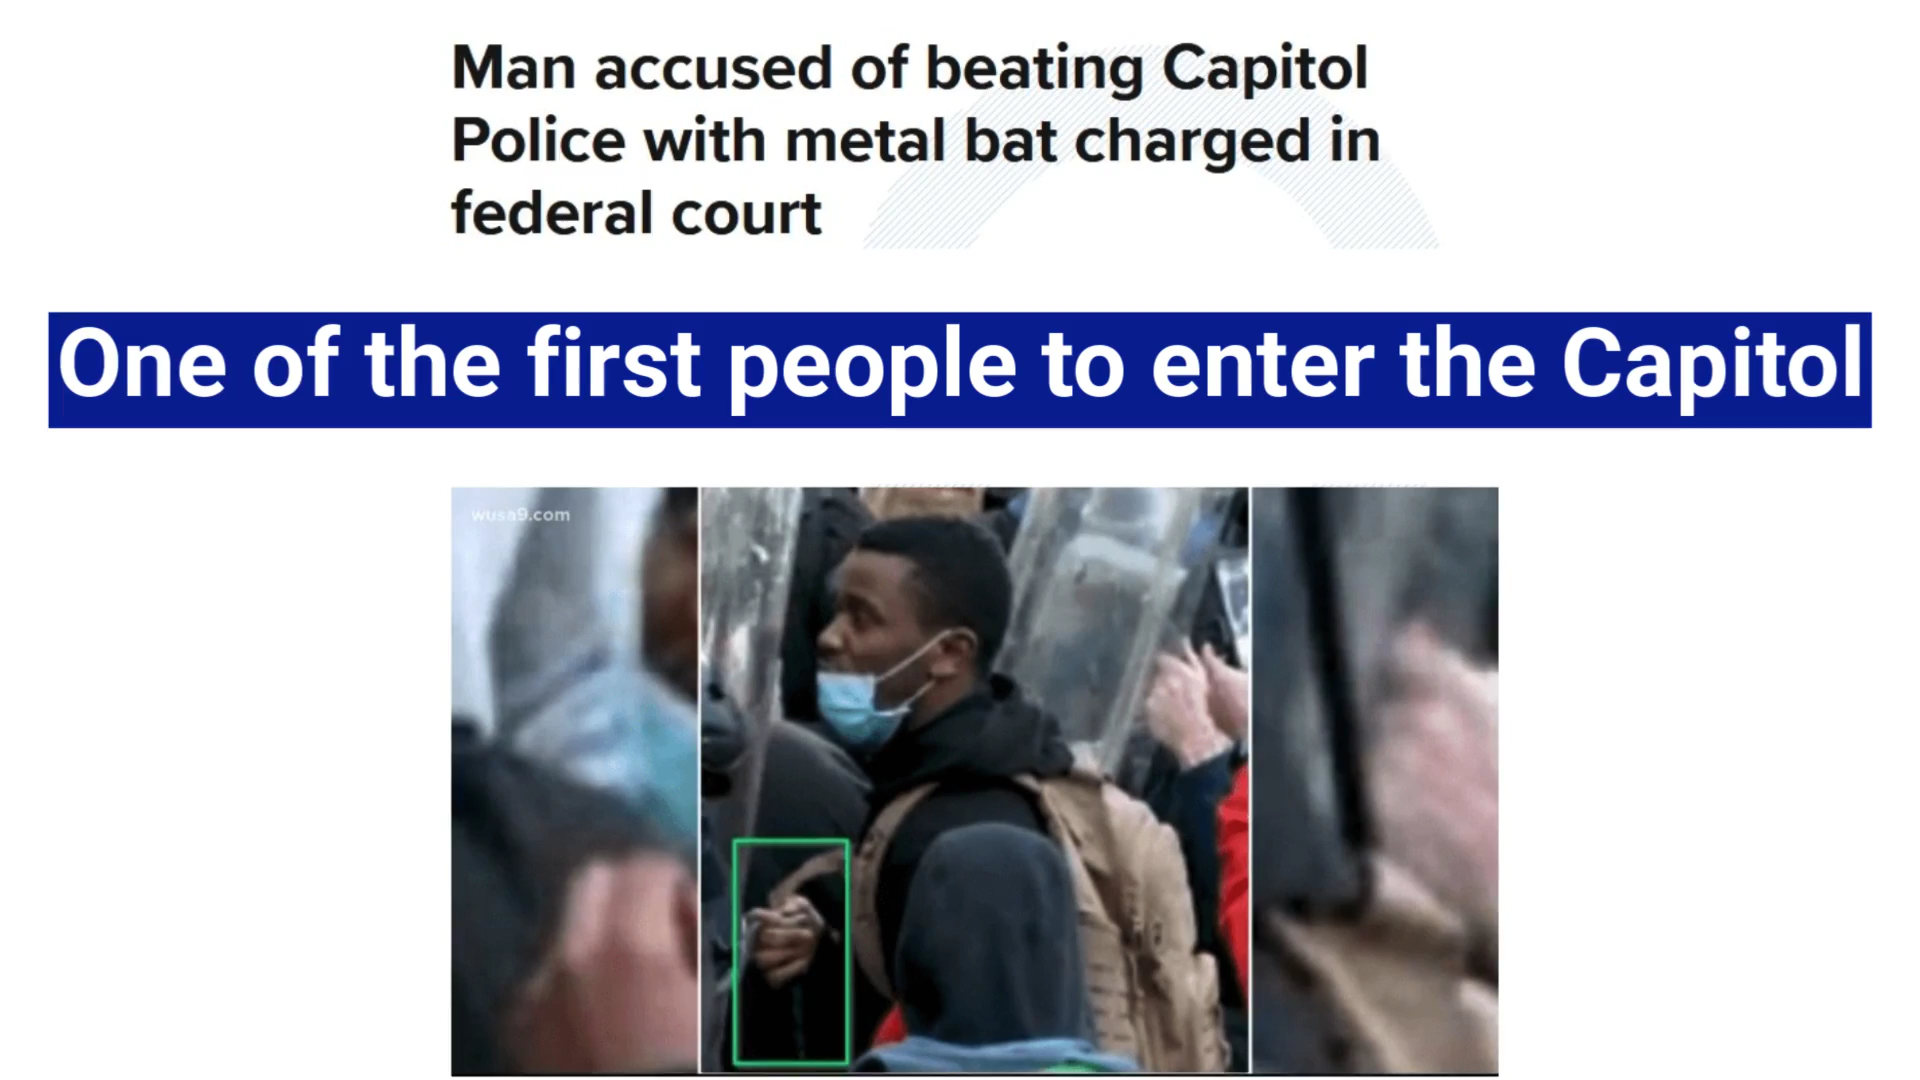 Man accused of beating Capitol
Police with metal bat charged in
federal court
One of the first people to enter the Capitol
wusa9.com